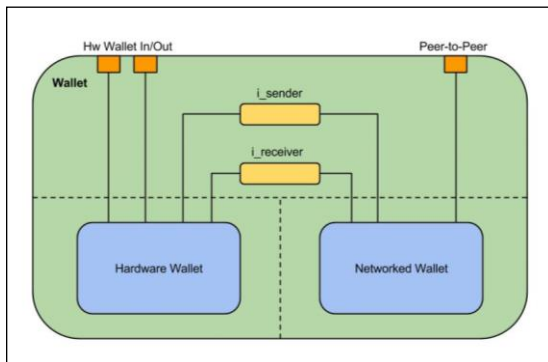 Hw Wallet In/Out
Peer-to-Peer
Wallet
i_sender
i_receiver
Hardware Wallet
Networked Wallet